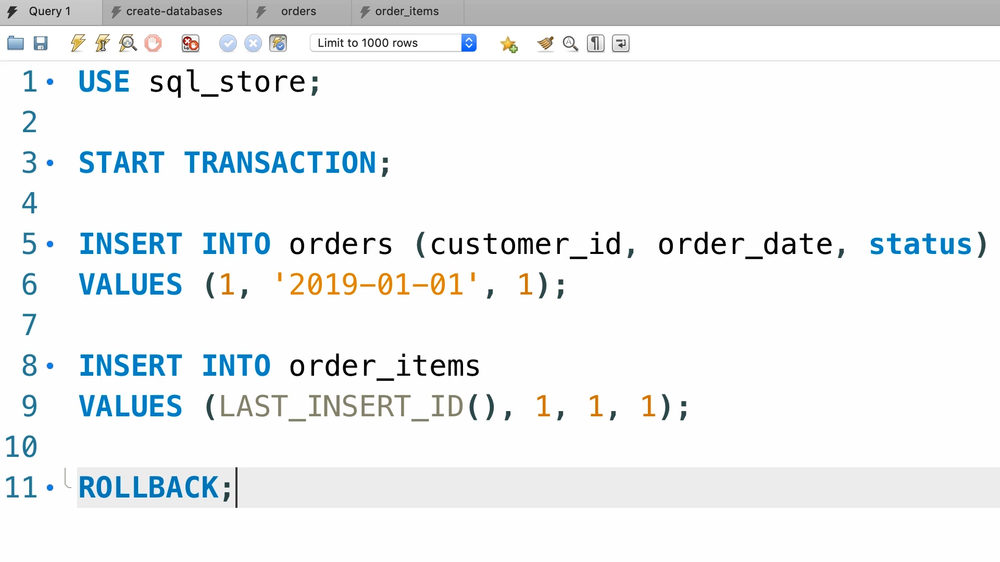 Query 1 create-databases orders order_items
Limit to 1000 rows
1 USE sql_store;
2
3 START TRANSACTION;
4
5 INSERT INTO orders (customer_id, order_date, status)
6 VALUES (1, '2019-01-01', 1);
7
8 INSERT INTO order_items
9 VALUES (LAST_INSERT_ID(), 1, 1, 1);
10
11 ROLLBACK;